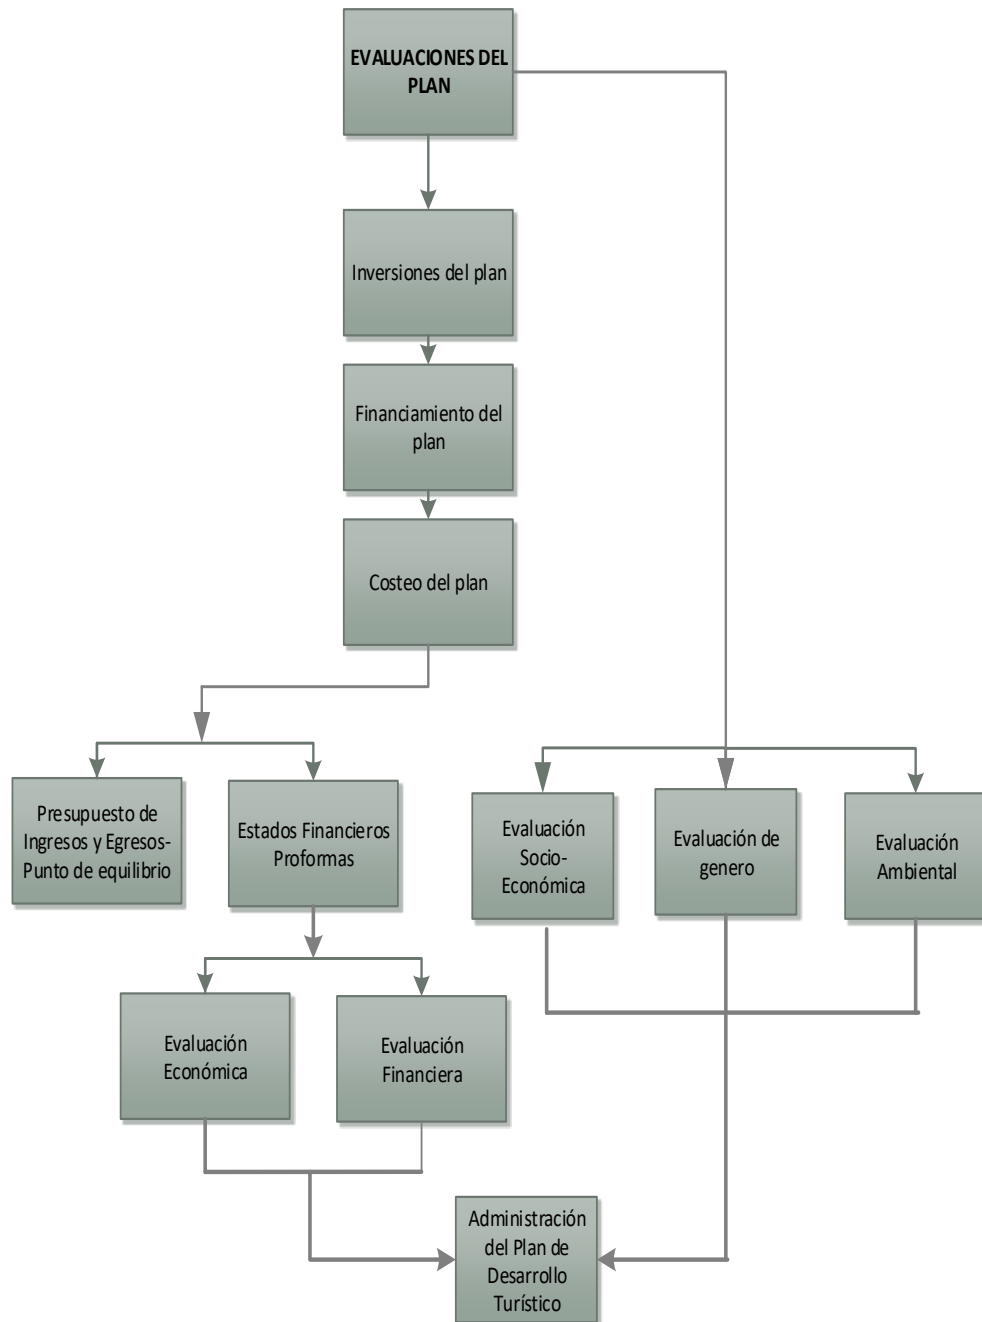 EVALUACIONES DEL
PLAN
Inversiones del plan
Financiamiento del
plan
Costeo del plan
Presupuesto de
Ingresos y Egresos-
Punto de equilibrio
Estados Financieros
Proformas
Evaluación
Socio-
Económica
Evaluación de
genero
Evaluación
Ambiental
Evaluación
Económica
Evaluación
Financiera
Administración
del Plan de
Desarrollo
Turístico